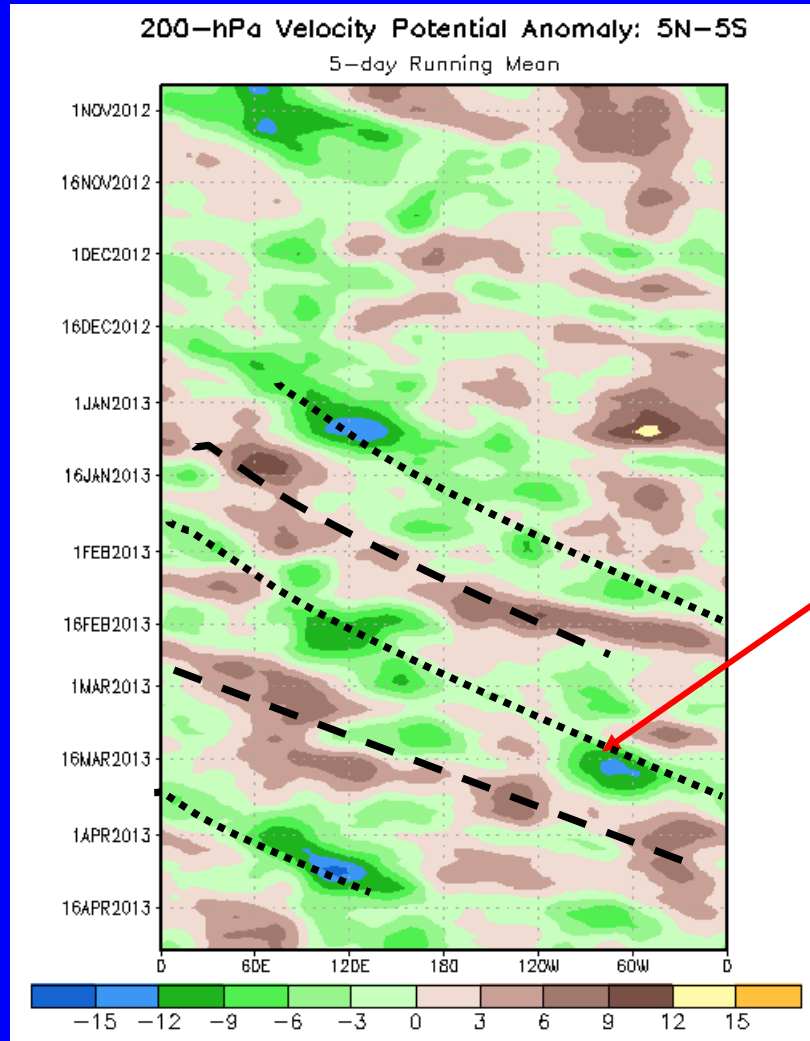 200-hPa Velocity Potential Anomaly: 5N-5S
5-day Running Mean
1NOV2012
16NOV2012
1DEC2012
16DEC2012
1JAN2013
16JAN2013
1FEB2013
16FEB2013
1MAR2013
16MAR2013
1APR2013
16APR2013
0 60E 120E 180 120W 60W 0
-15 -12 -9 -6 -3 0 3 6 9 12 15